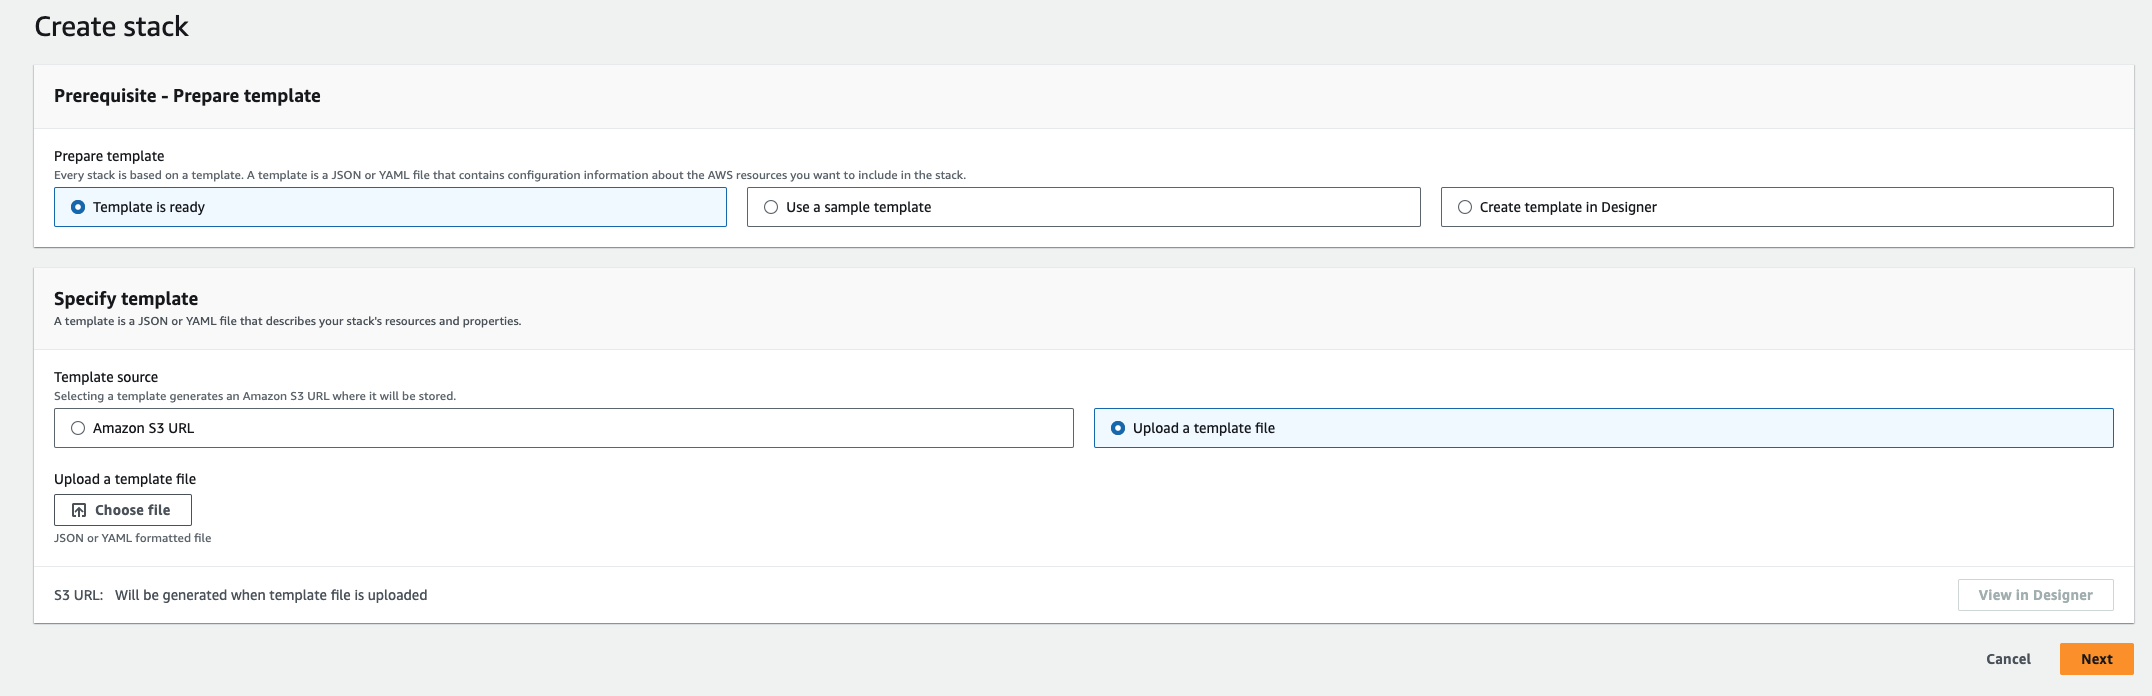 Create stack
Prerequisite - Prepare template
Prepare template
Every stack is based on a template. A template is a JSON or YAML file that contains configuration information about the AWS resources you want to include in the stack.
Template is ready
Use a sample template
Create template in Designer
Specify template
A template is a JSON or YAML file that describes your stack's resources and properties.
Template source
Selecting a template generates an Amazon S3 URL where it will be stored.
Amazon S3 URL
Upload a template file
Upload a template file
Choose file
JSON or YAML formatted file
S3 URL: Will be generated when template file is uploaded
View in Designer
Cancel
Next